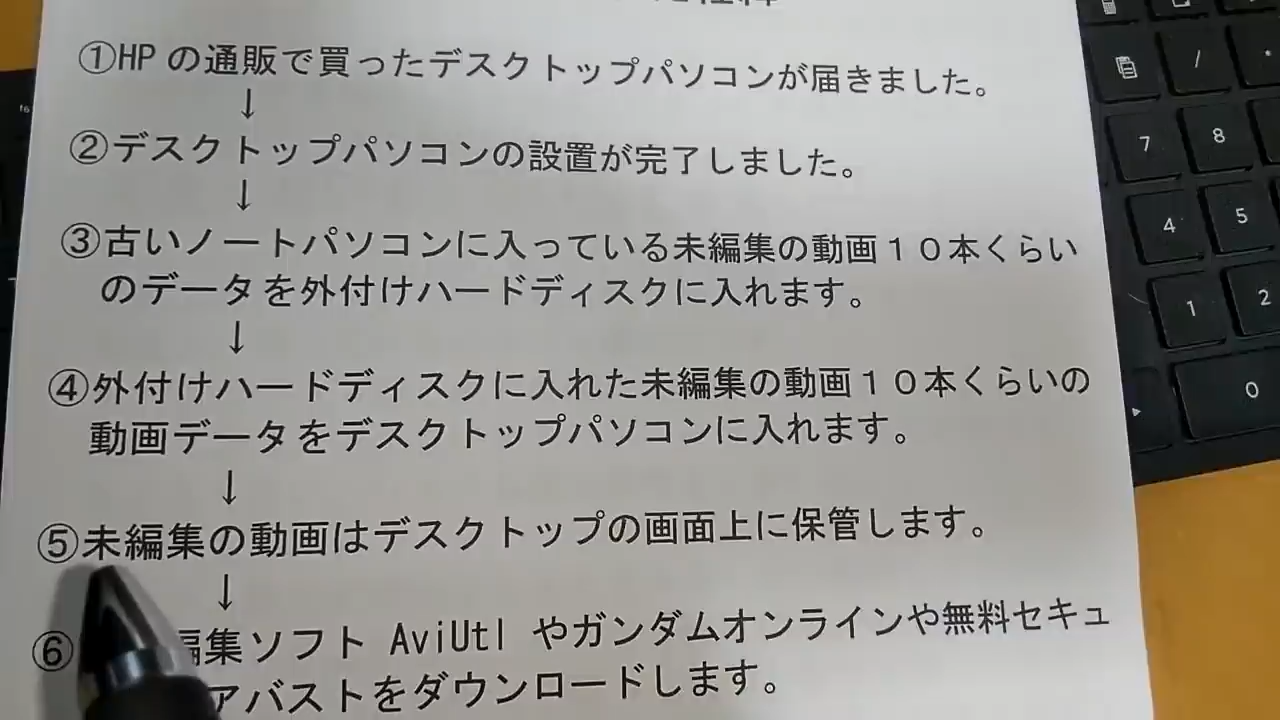 ①HPの通販で買ったデスクトップパソコンが届きました。
↓
②デスクトップパソコンの設置が完了しました。
↓
③古いノートパソコンに入っている未編集の動画10本くらい
のデータを外付けハードディスクに入れます。
↓
④外付けハードディスクに入れた未編集の動画10本くらいの
動画データをデスクトップパソコンに入れます。
↓
⑤未編集の動画はデスクトップの画面上に保管します。
↓
⑥編集ソフト AviUtl やガンダムオンラインや無料セキュ
アバストをダウンロードします。
/
7
8
4
5
1
2
0